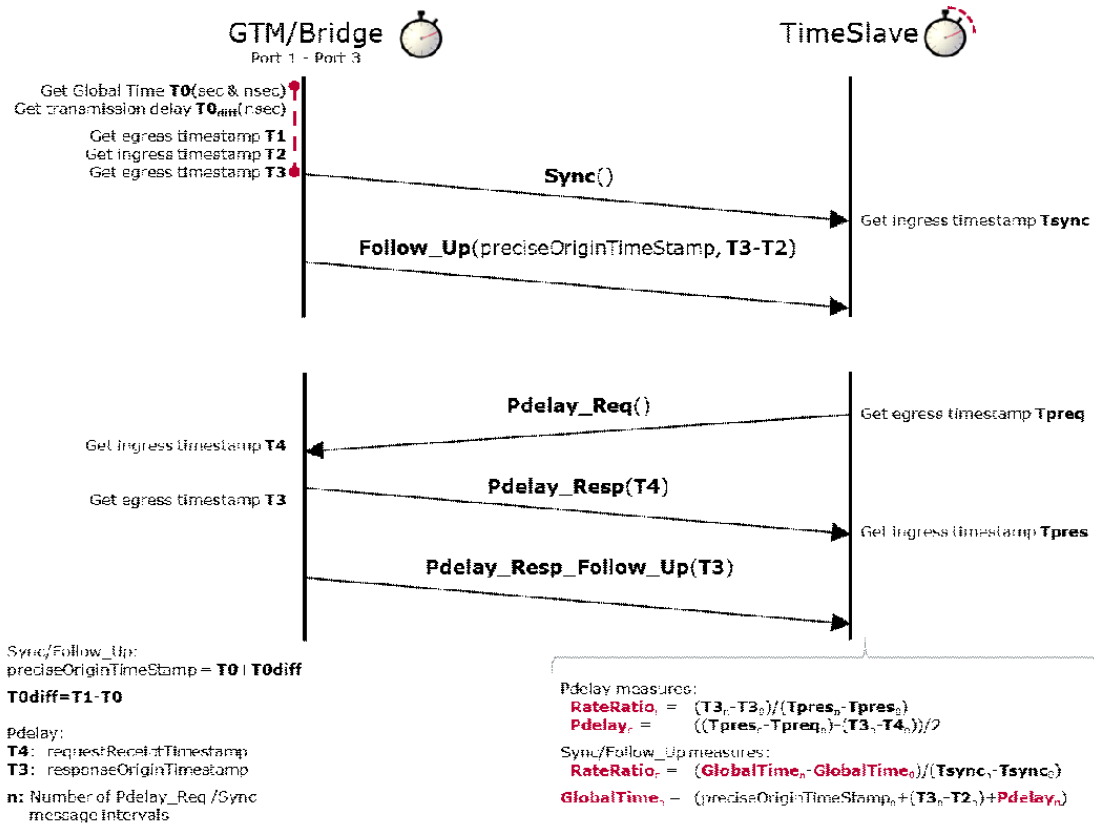 GTM/Bridge
Port 1 - Port 3
TimeSlave
Get Global Time T0(sec & nsec)
Get transmission delay T0diff(nsec)
Get egress timestamp T1
Get ingress timestamp T2
Get egress timestamp T3
Sync()
Get ingress timestamp Tsync
Follow_Up(preciseOriginTimeStamp, T3-T2)
Pdelay_Req()
Get egress timestamp Tpreq
Get ingress timestamp T4
Pdelay_Resp(T4)
Get egress timestamp T3
Get ingress timestamp Tpres
Pdelay_Resp_Follow_Up(T3)
Sync/Follow_Up:
preciseOriginTimeStamp = T0 + T0diff
T0diff=T1-T0
Pdelay:
T4: requestReceiptTimestamp
T3: responseOriginTimestamp
n: Number of Pdelay_Req /Sync
message intervals
Pdelay measures:
RateRatioₙ = (T3ₙ-T3₀)/(Tpresₙ-Tpres₀)
Pdelayₙ = ((Tpresₙ-Tpreqₙ)-(T3ₙ-T4ₙ))/2
Sync/Follow_Up measures:
RateRatioₙ = (GlobalTimeₙ-GlobalTime₀)/(Tsyncₙ-Tsync₀)
GlobalTimeₙ = (preciseOriginTimeStampₙ+(T3ₙ-T2ₙ)+Pdelayₙ)